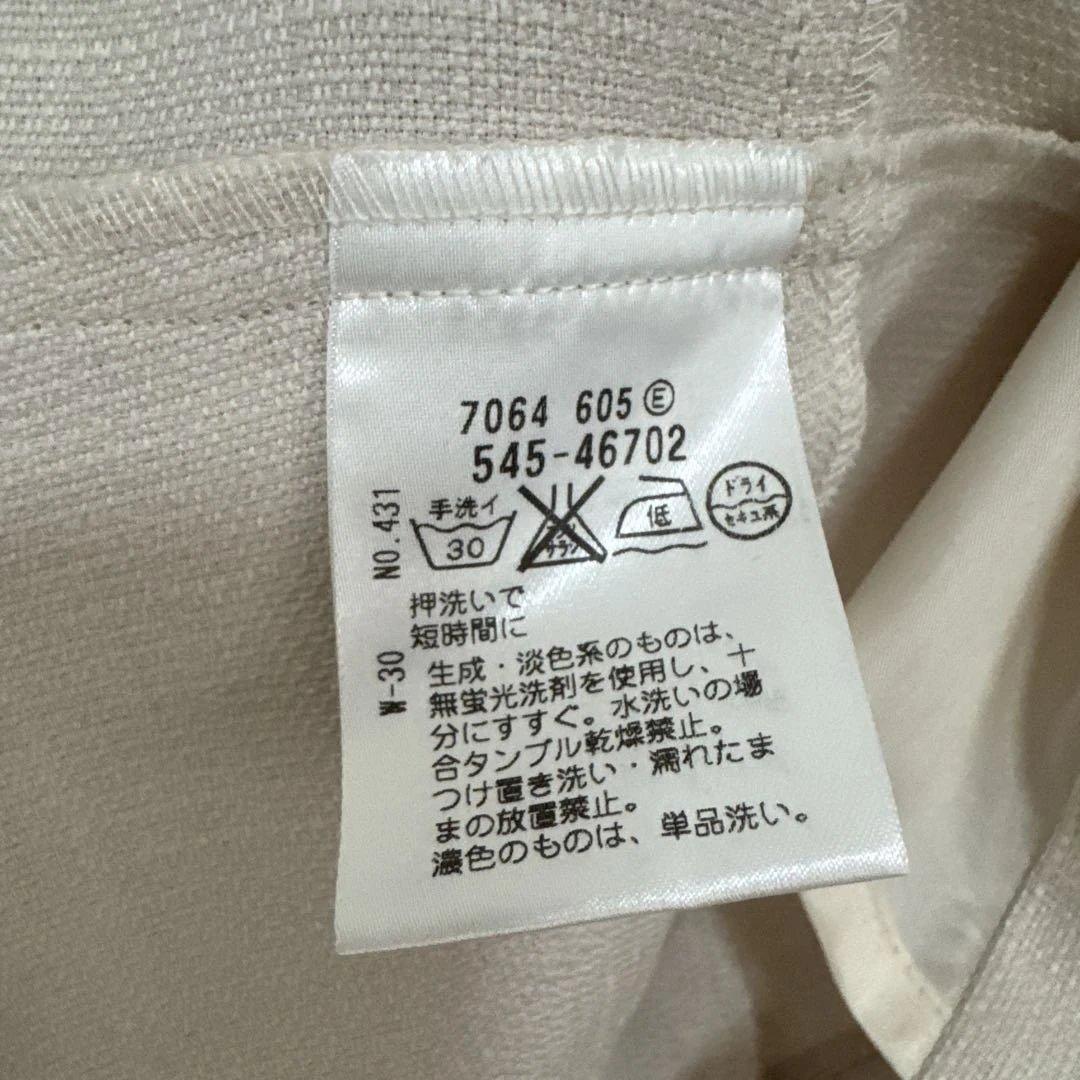 7064 605 Ⓔ
545-46702
手洗イ
30
サラシ
低
ドライ
セキユ系
NO.431
W-30
押洗いで
短時間に
生成・淡色系のものは、
無蛍光洗剤を使用し、十
分にすすぐ。水洗いの場
合タンブル乾燥禁止。
つけ置き洗い・濡れたま
まの放置禁止。
濃色のものは、単品洗い。